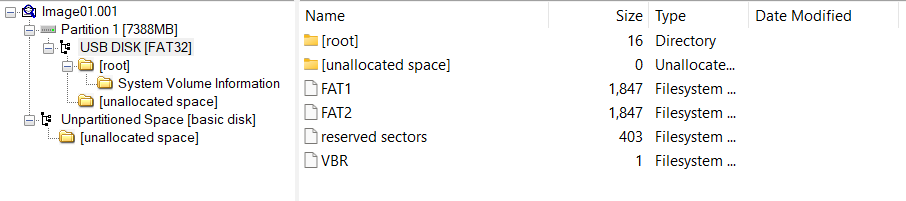 Image01.001
Partition 1 [7388MB]
USB DISK [FAT32]
[root]
System Volume Information
[unallocated space]
Unpartitioned Space [basic disk]
[unallocated space]
Name Size Type Date Modified
[root] 16 Directory
[unallocated space] 0 Unallocate...
FAT1 1,847 Filesystem ...
FAT2 1,847 Filesystem ...
reserved sectors 403 Filesystem ...
VBR 1 Filesystem ...